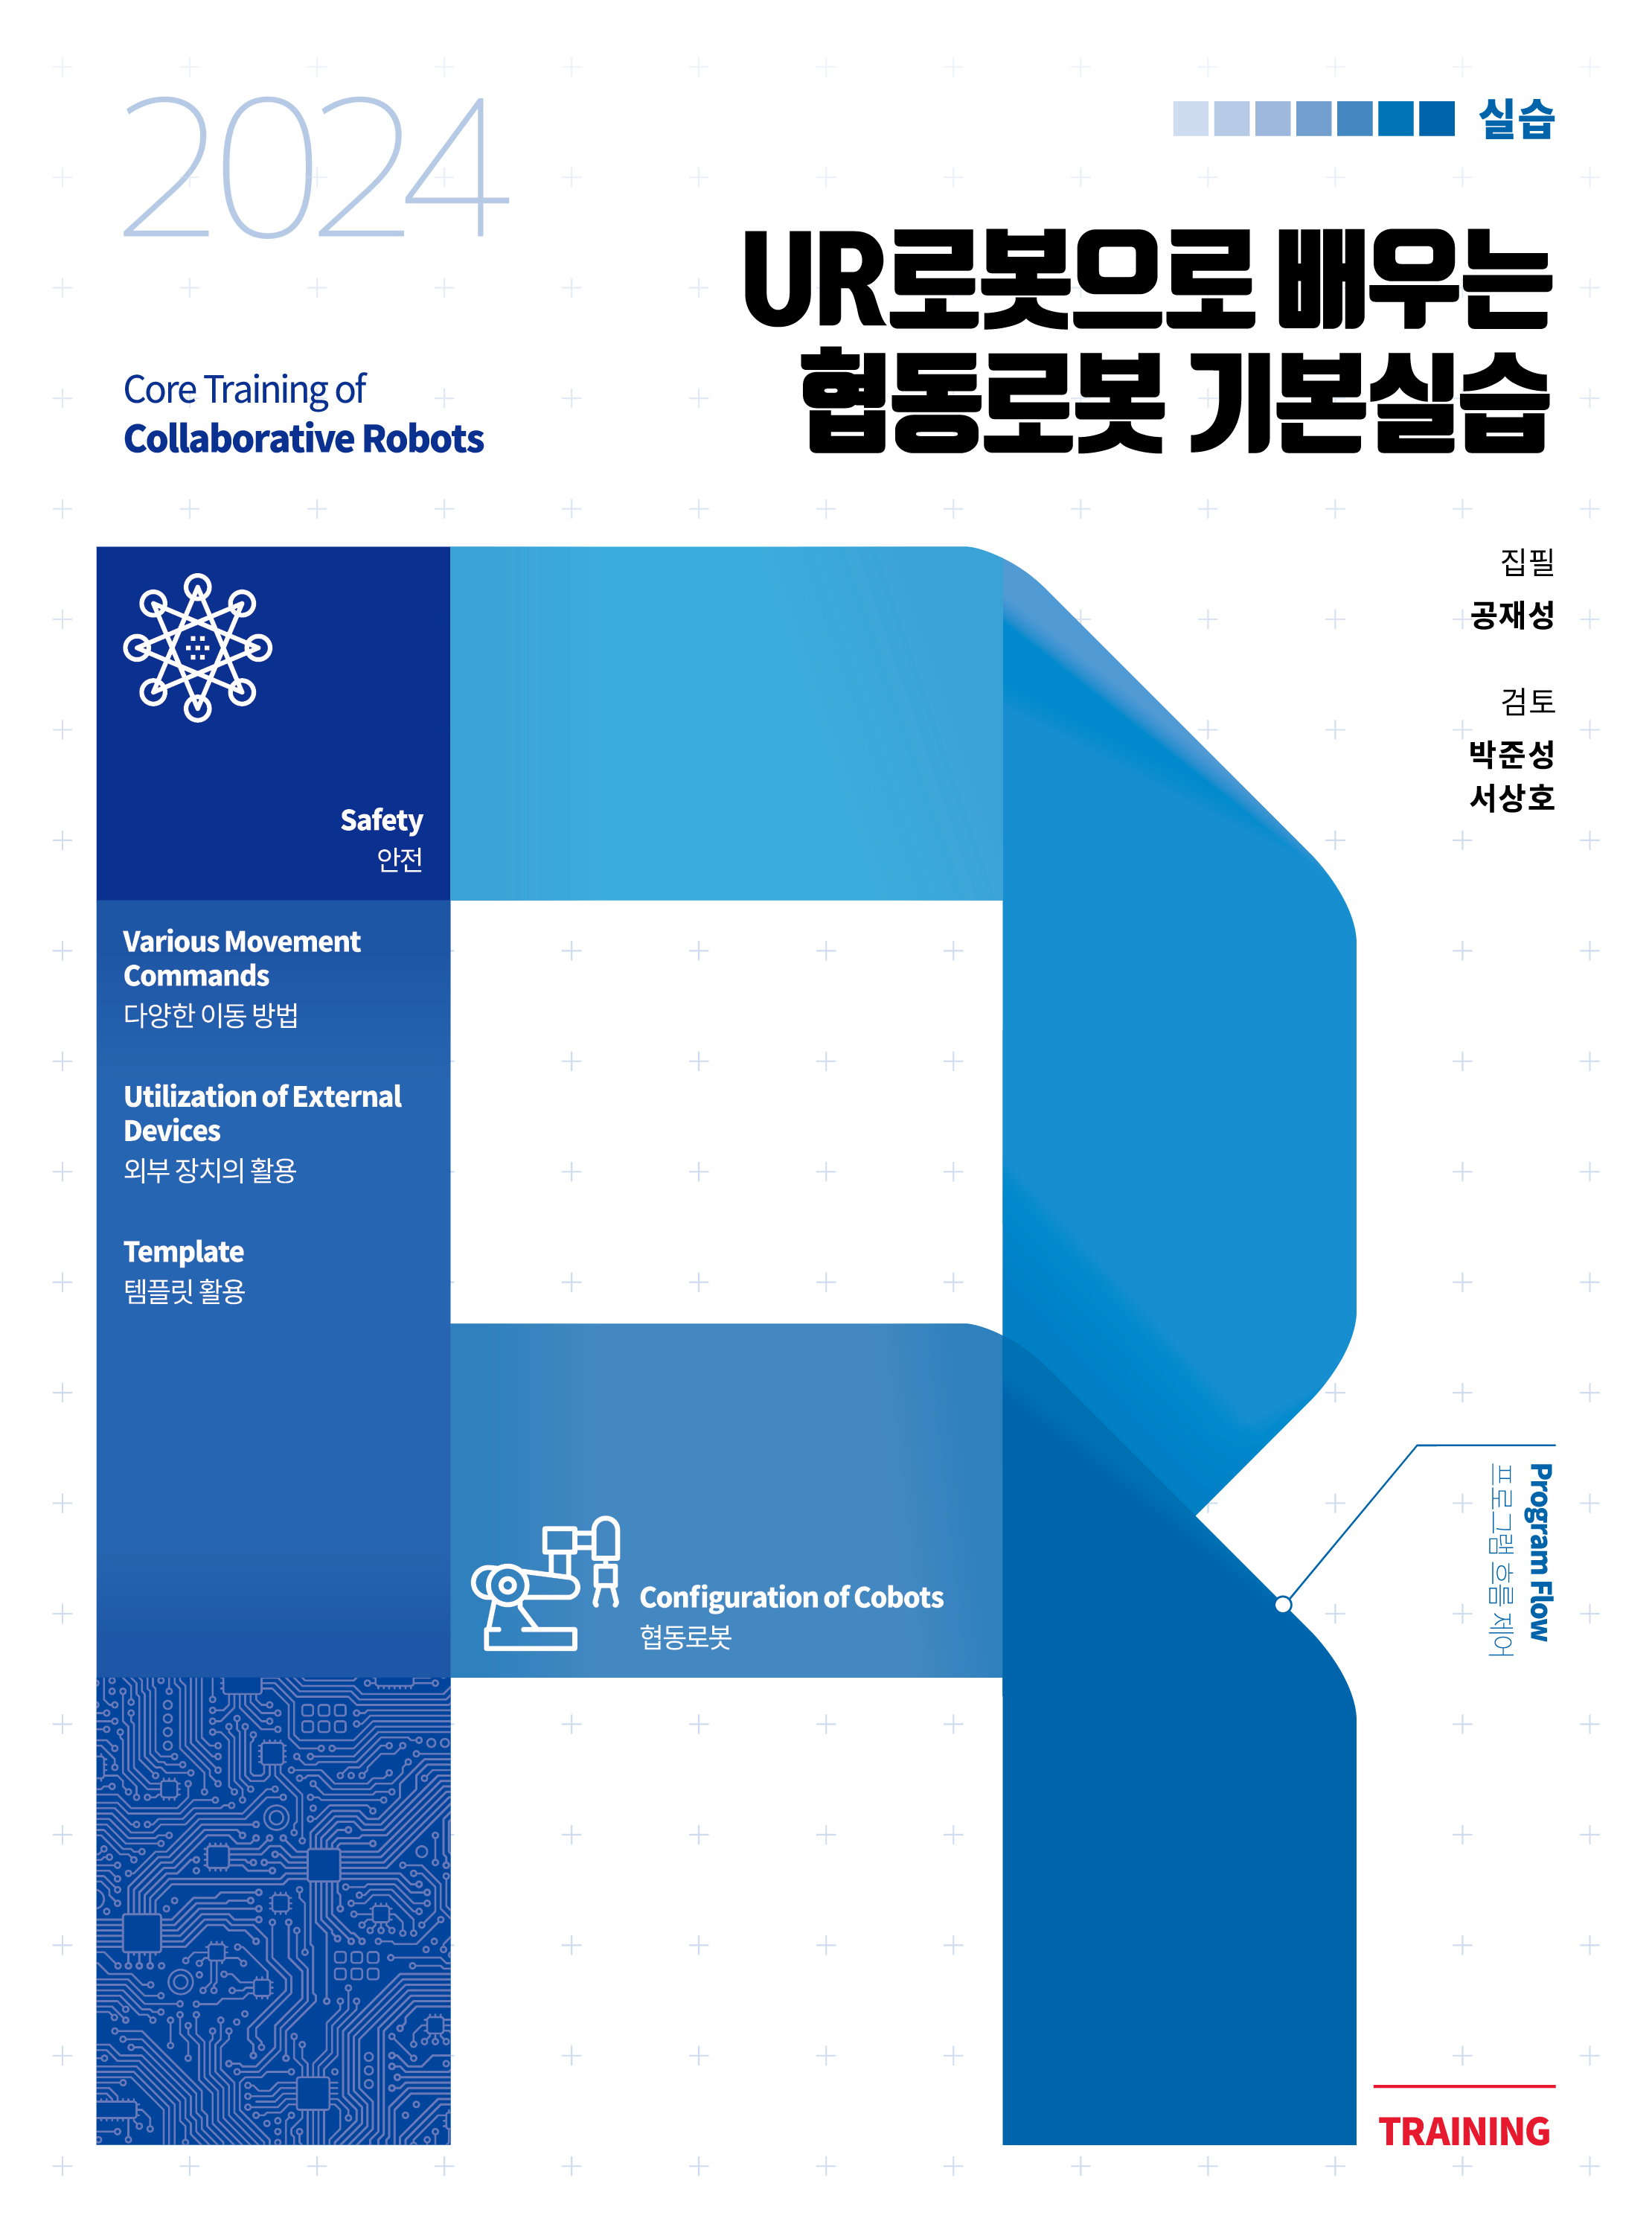 2024
실습
UR로봇으로 배우는
협동로봇 기본실습
Core Training of
Collaborative Robots
집필
공재성
검토
박준성
서상호
Safety
안전
Various Movement
Commands
다양한 이동 방법
Utilization of External
Devices
외부 장치의 활용
Template
템플릿 활용
Configuration of Cobots
협동로봇
Program Flow
프로그램 흐름 제어
TRAINING